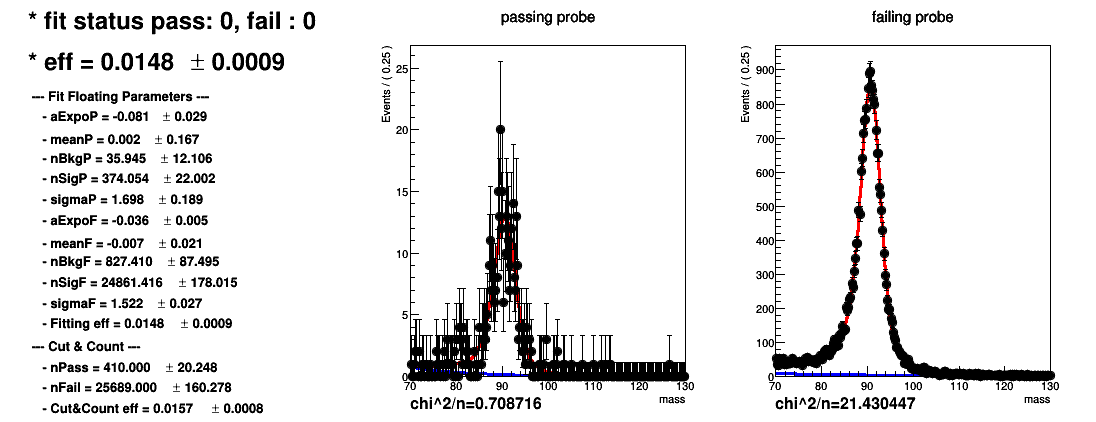 * fit status pass: 0, fail : 0
* eff = 0.0148 ± 0.0009
--- Fit Floating Parameters ---
- aExpoP = -0.081 ± 0.029
- meanP = 0.002 ± 0.167
- nBkgP = 35.945 ± 12.106
- nSigP = 374.054 ± 22.002
- sigmaP = 1.698 ± 0.189
- aExpoF = -0.036 ± 0.005
- meanF = -0.007 ± 0.021
- nBkgF = 827.410 ± 87.495
- nSigF = 24861.416 ± 178.015
- sigmaF = 1.522 ± 0.027
- Fitting eff = 0.0148 ± 0.0009
--- Cut & Count ---
- nPass = 410.000 ± 20.248
- nFail = 25689.000 ± 160.278
- Cut&Count eff = 0.0157 ± 0.0008
passing probe
Events / ( 0.25 )
25
20
15
10
5
0
70 80 90 100 110 120 130
mass
chi^2/n=0.708716
failing probe
Events / ( 0.25 )
900
800
700
600
500
400
300
200
100
0
70 80 90 100 110 120 130
mass
chi^2/n=21.430447